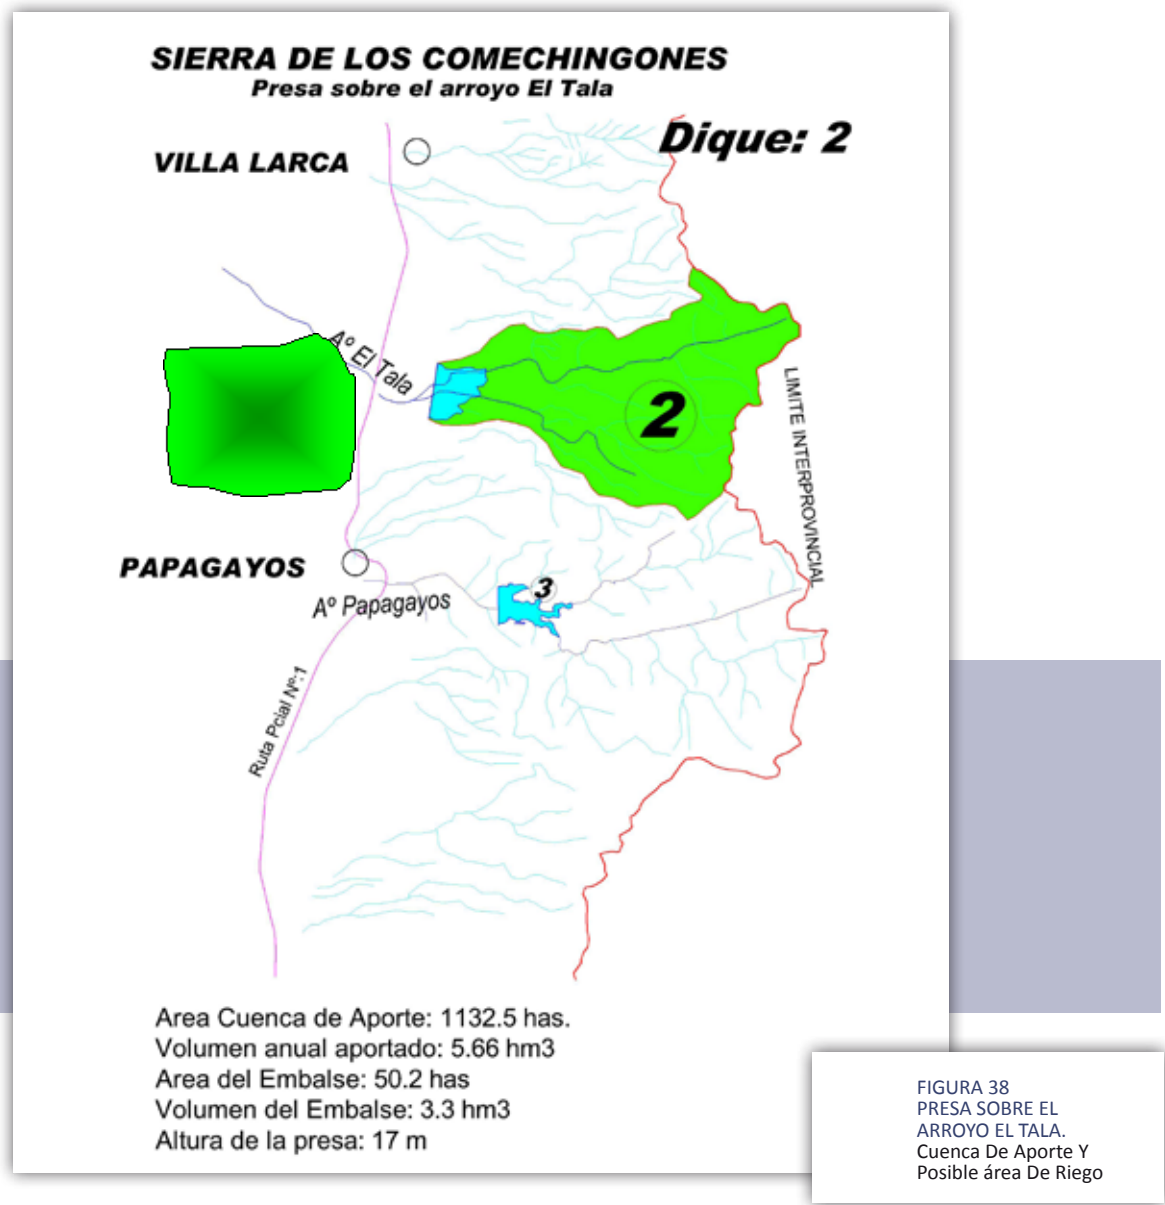 SIERRA DE LOS COMECHINGONES
Presa sobre el arroyo El Tala
Dique: 2
VILLA LARCA
Aº El Tala
2
LIMITE INTERPROVINCIAL
PAPAGAYOS
3
Aº Papagayos
Ruta Pcial Nº:1
Area Cuenca de Aporte: 1132.5 has.
Volumen anual aportado: 5.66 hm3
Area del Embalse: 50.2 has
Volumen del Embalse: 3.3 hm3
Altura de la presa: 17 m
FIGURA 38
PRESA SOBRE EL
ARROYO EL TALA.
Cuenca De Aporte Y
Posible área De Riego